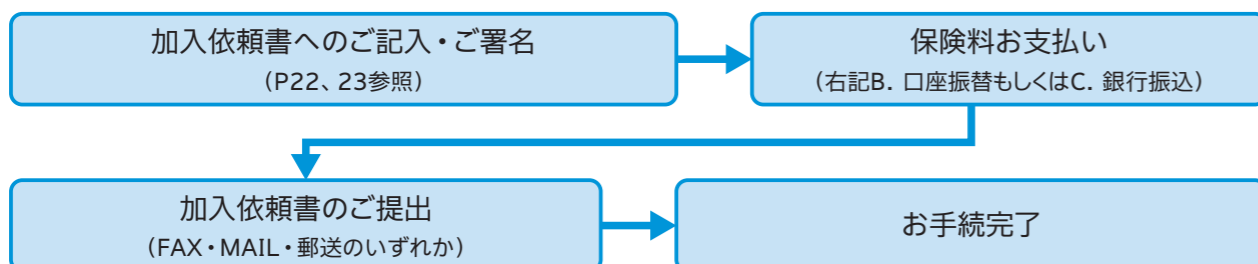 加入依頼書へのご記入・ご署名
（P22、23参照）
保険料お支払い
（右記B. 口座振替もしくはC. 銀行振込）
加入依頼書のご提出
（FAX・MAIL・郵送のいずれか）
お手続完了